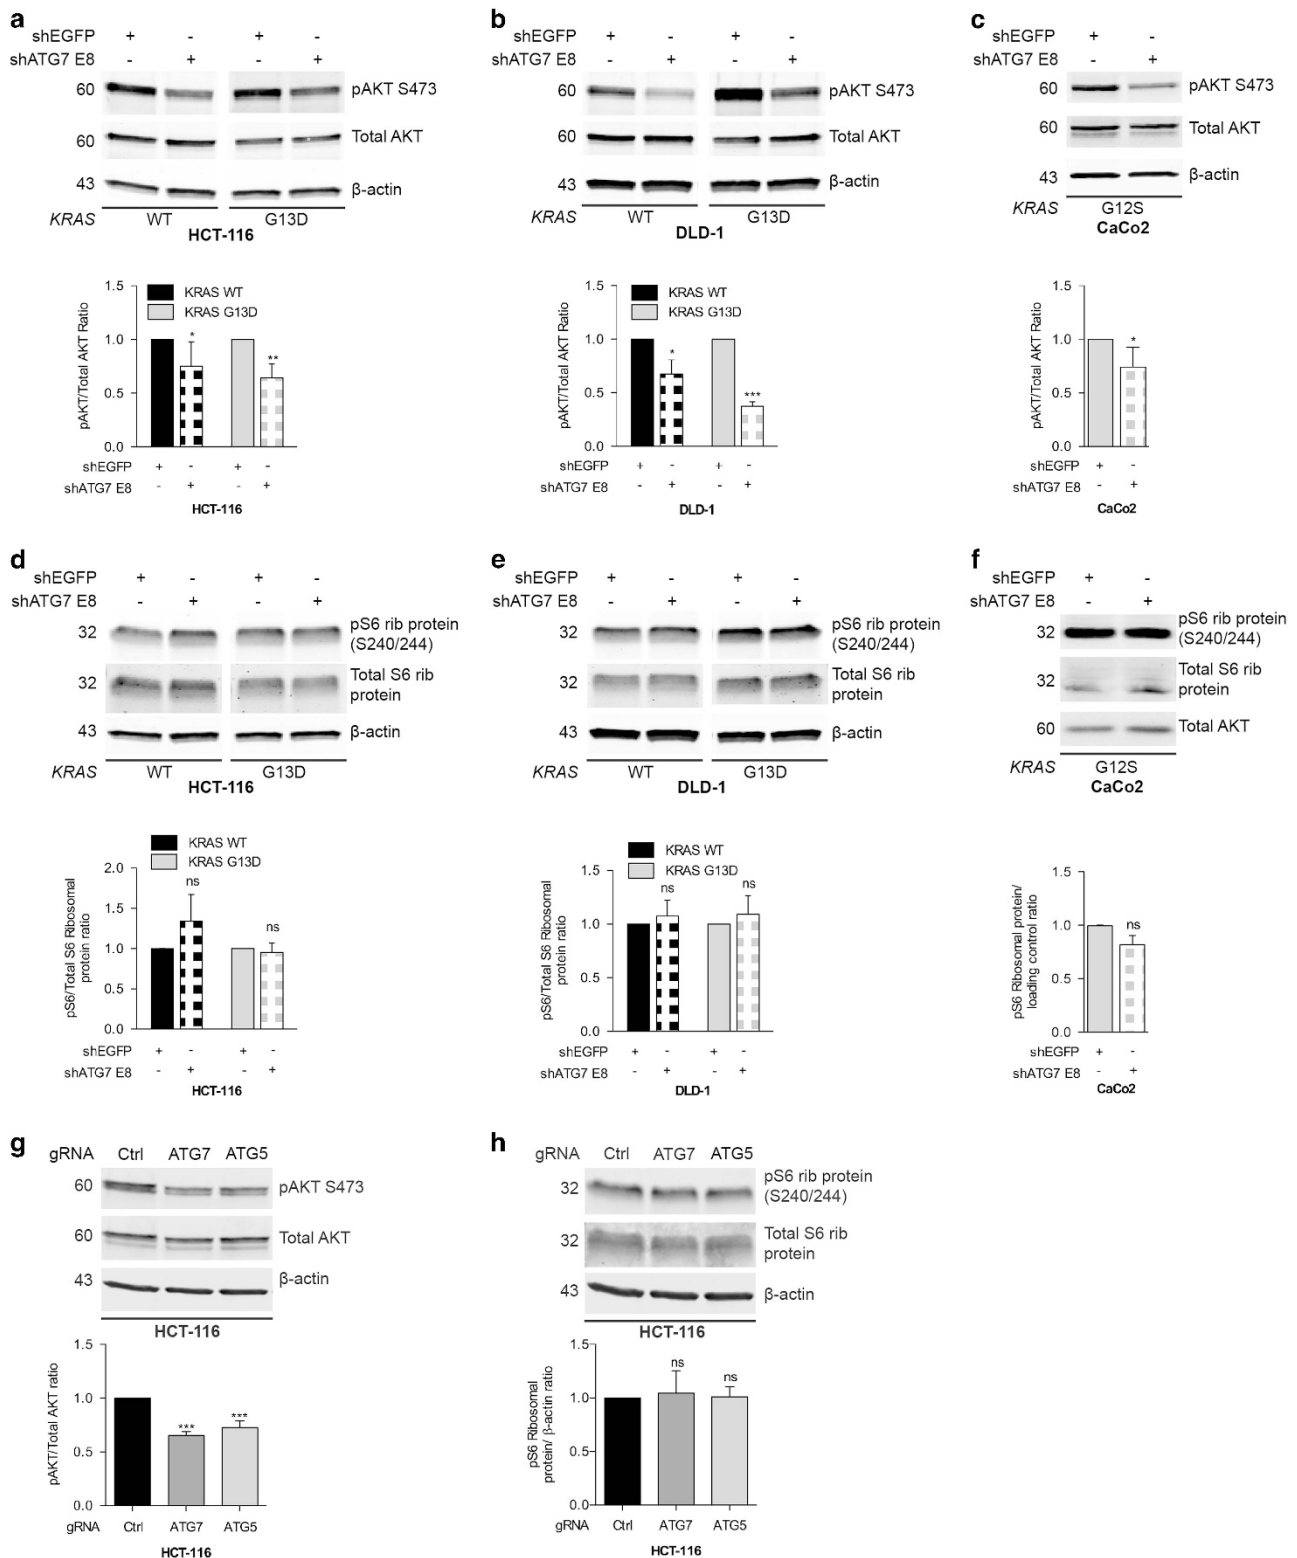 a
shEGFP + - + -
shATG7 E8 - + - +
60 pAKT S473
60 Total AKT
43 β-actin
KRAS WT G13D
HCT-116
1.5
1.0
0.5
0.0
pAKT/Total AKT Ratio
KRAS WT
KRAS G13D
* **
shEGFP + - + -
shATG7 E8 - + - +
HCT-116
b
shEGFP + - + -
shATG7 E8 - + - +
60 pAKT S473
60 Total AKT
43 β-actin
KRAS WT G13D
DLD-1
1.5
1.0
0.5
0.0
pAKT/Total AKT Ratio
KRAS WT
KRAS G13D
* ***
shEGFP + - + -
shATG7 E8 - + - +
DLD-1
c
shEGFP + -
shATG7 E8 - +
60 pAKT S473
60 Total AKT
43 β-actin
KRAS G12S
CaCo2
1.5
1.0
0.5
0.0
pAKT/Total AKT Ratio
*
shEGFP + -
shATG7 E8 - +
CaCo2
d
shEGFP + - + -
shATG7 E8 - + - +
32 pS6 rib protein
(S240/244)
32 Total S6 rib
protein
43 β-actin
KRAS WT G13D
HCT-116
KRAS WT
KRAS G13D
2.0
1.5
1.0
0.5
0.0
pS6/Total S6 Ribosomal
protein ratio
ns ns
shEGFP + - + -
shATG7 E8 - + - +
HCT-116
e
shEGFP + - + -
shATG7 E8 - + - +
32 pS6 rib protein
(S240/244)
32 Total S6 rib
protein
43 β-actin
KRAS WT G13D
DLD-1
KRAS WT
KRAS G13D
1.5
1.0
0.5
0.0
pS6/Total S6 Ribosomal
protein ratio
ns ns
shEGFP + - + -
shATG7 E8 - + - +
DLD-1
f
shEGFP + -
shATG7 E8 - +
32 pS6 rib protein
(S240/244)
32 Total S6 rib
protein
60 Total AKT
KRAS G12S
CaCo2
1.5
1.0
0.5
0.0
pS6 Ribosomal protein/
loading control ratio
ns
shEGFP + -
shATG7 E8 - +
CaCo2
g
gRNA Ctrl ATG7 ATG5
60 pAKT S473
60 Total AKT
43 β-actin
HCT-116
1.5
1.0
0.5
0.0
pAKT/Total AKT ratio
*** ***
gRNA Ctrl ATG7 ATG5
HCT-116
h
gRNA Ctrl ATG7 ATG5
32 pS6 rib protein
(S240/244)
32 Total S6 rib
protein
43 β-actin
HCT-116
1.5
1.0
0.5
0.0
pS6 Ribosomal
protein/ β-actin ratio
ns ns
gRNA Ctrl ATG7 ATG5
HCT-116